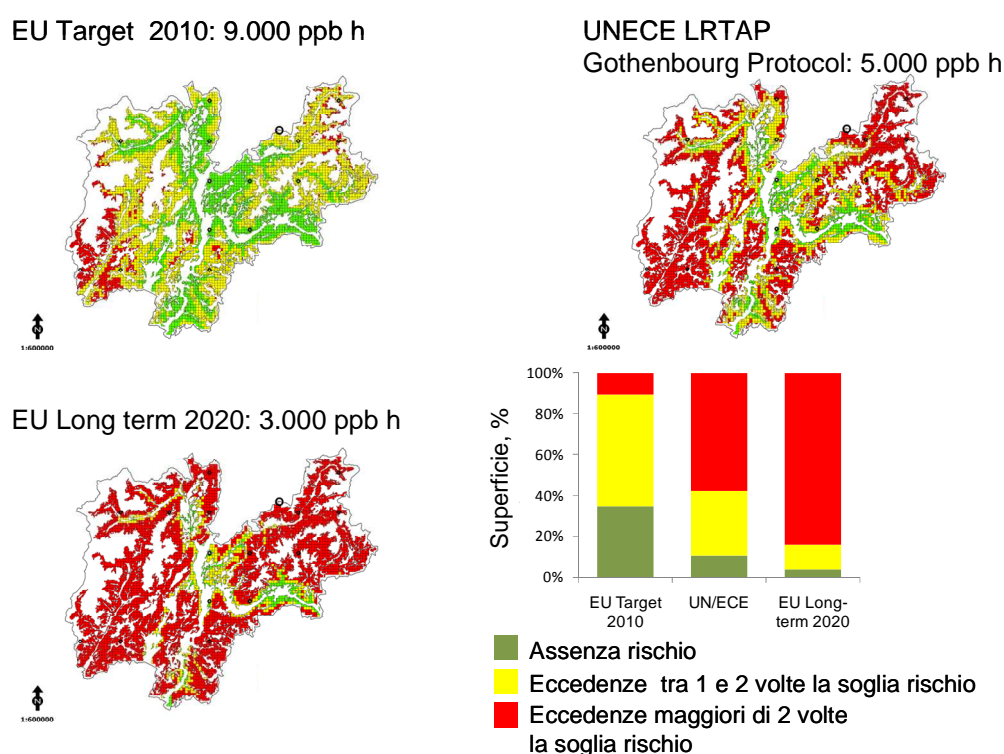 EU Target 2010: 9.000 ppb h
UNECE LRTAP
Gothenbourg Protocol: 5.000 ppb h
N
1:600000
N
1:600000
EU Long term 2020: 3.000 ppb h
N
1:600000
Superficie, %
100%
80%
60%
40%
20%
0%
EU Target
2010
UN/ECE
EU Long-
term 2020
Assenza rischio
Eccedenze tra 1 e 2 volte la soglia rischio
Eccedenze maggiori di 2 volte
la soglia rischio